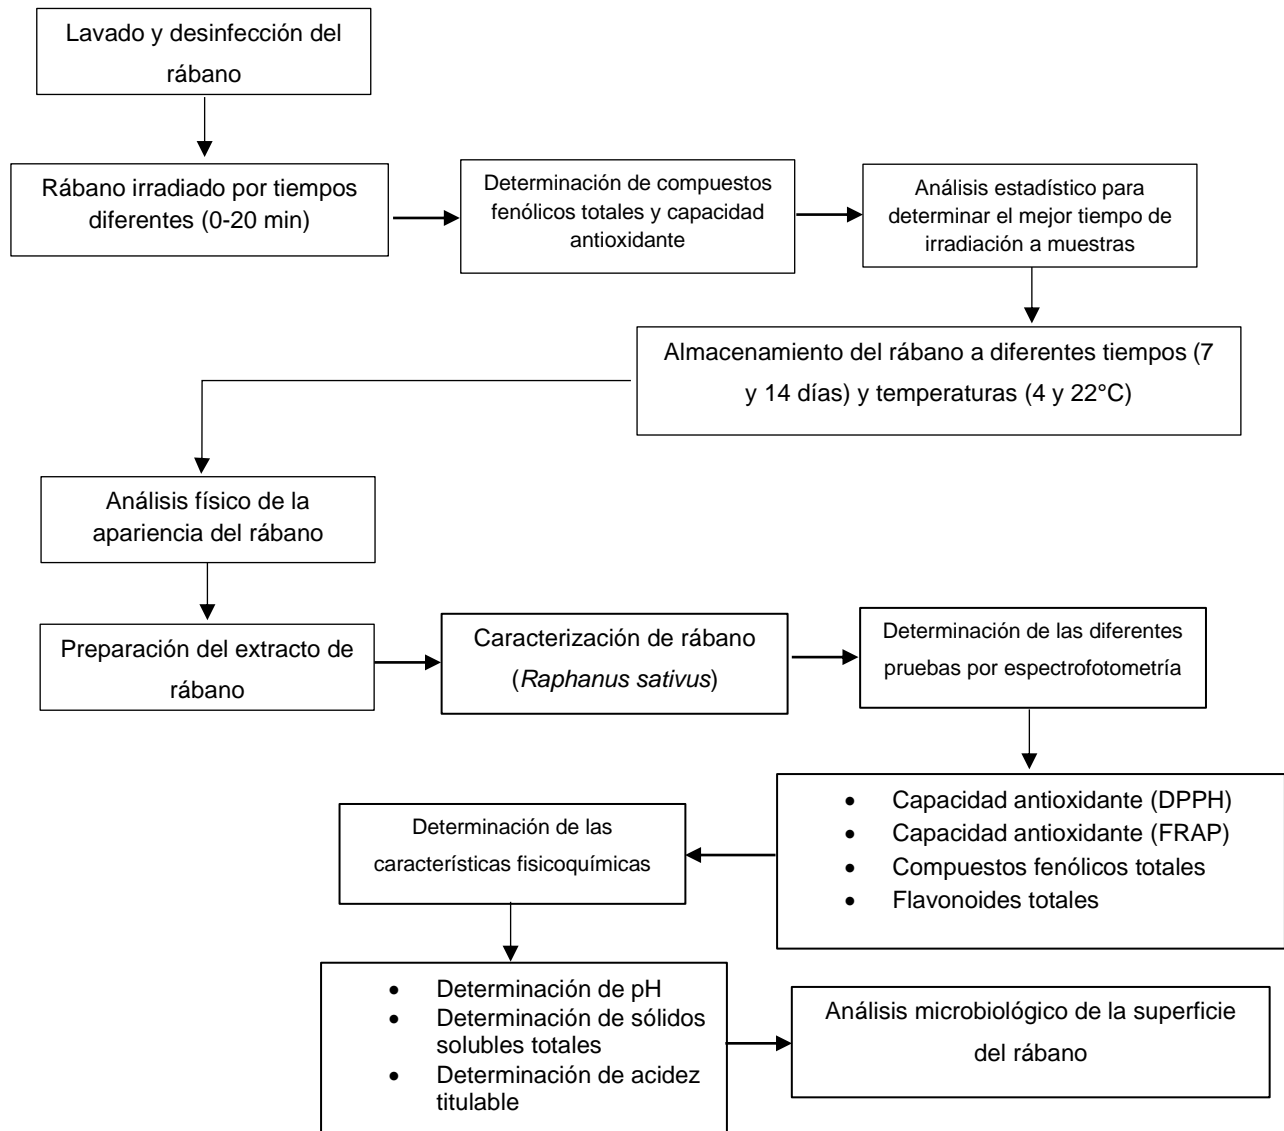 Lavado y desinfección del
rábano
Rábano irradiado por tiempos
diferentes (0-20 min)
Determinación de compuestos
fenólicos totales y capacidad
antioxidante
Análisis estadístico para
determinar el mejor tiempo de
irradiación a muestras
Almacenamiento del rábano a diferentes tiempos (7
y 14 días) y temperaturas (4 y 22°C)
Análisis físico de la
apariencia del rábano
Preparación del extracto de
rábano
Caracterización de rábano
(Raphanus sativus)
Determinación de las diferentes
pruebas por espectrofotometría
• Capacidad antioxidante (DPPH)
• Capacidad antioxidante (FRAP)
• Compuestos fenólicos totales
• Flavonoides totales
Determinación de las
características fisicoquímicas
• Determinación de pH
• Determinación de sólidos
solubles totales
• Determinación de acidez
titulable
Análisis microbiológico de la superficie
del rábano